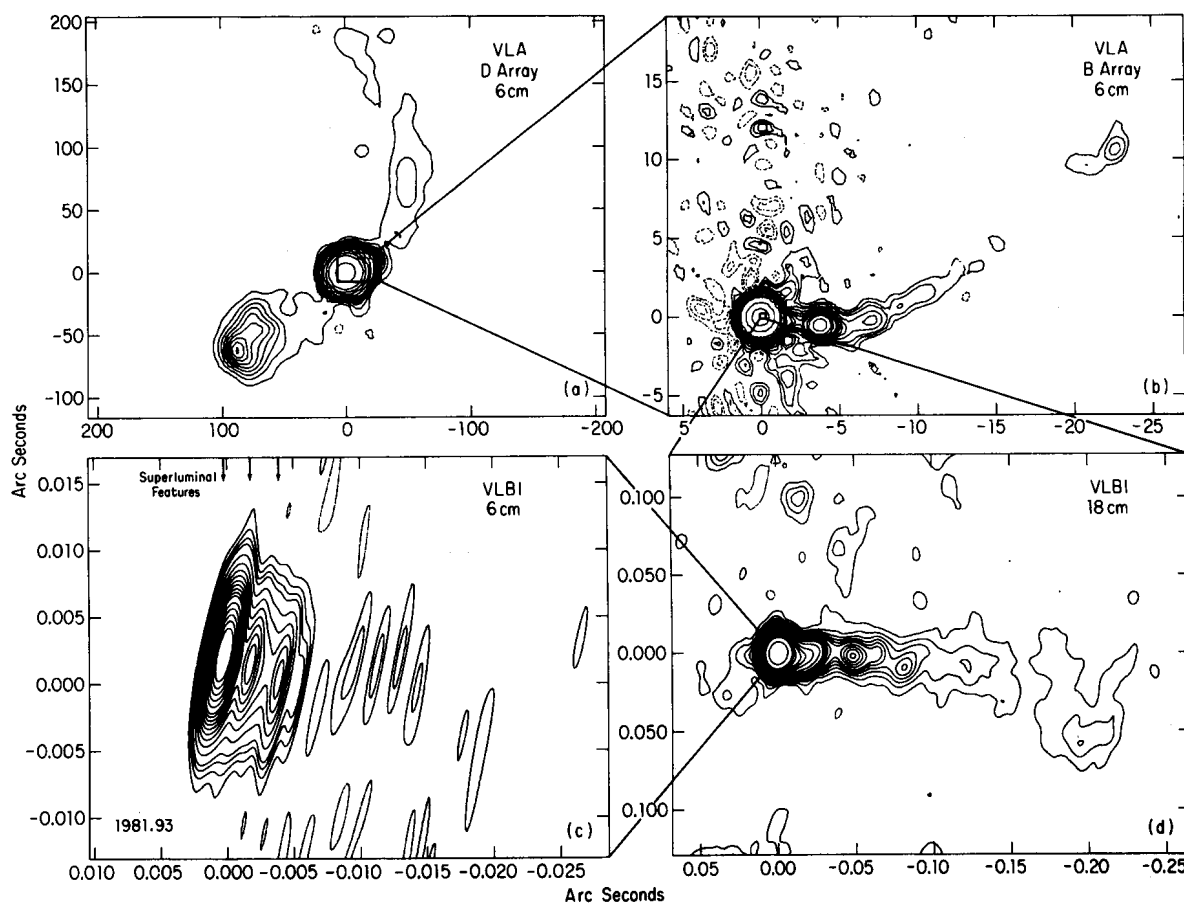 VLA
D Array
6cm
200
150
100
50
0
-50
-100
200
100
0
-100
-200
(a)
VLA
B Array
6cm
15
10
5
0
-5
5
0
-5
-10
-15
-20
-25
(b)
Arc Seconds
Superluminal
Features
VLBI
6cm
0.015
0.010
0.005
0.000
-0.005
-0.010
1981.93
(c)
0.010
0.005
0.000
-0.005
-0.010
-0.015
-0.020
-0.025
VLBI
18cm
0.100
0.050
0.000
0.050
0.100
(d)
0.05
0.00
-0.05
-0.10
-0.15
-0.20
-0.25
Arc Seconds